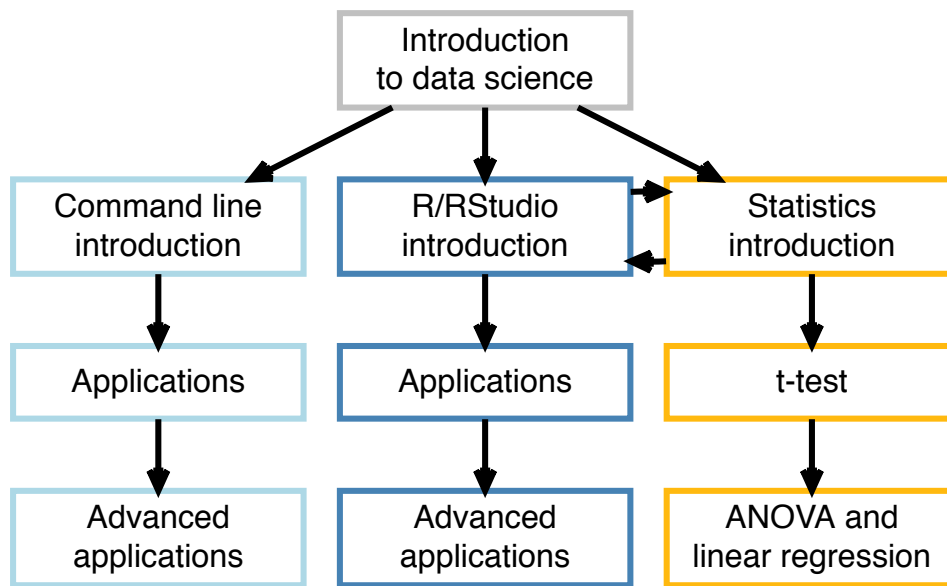 Introduction
to data science
Command line
introduction
R/RStudio
introduction
Statistics
introduction
Applications
Applications
t-test
Advanced
applications
Advanced
applications
ANOVA and
linear regression